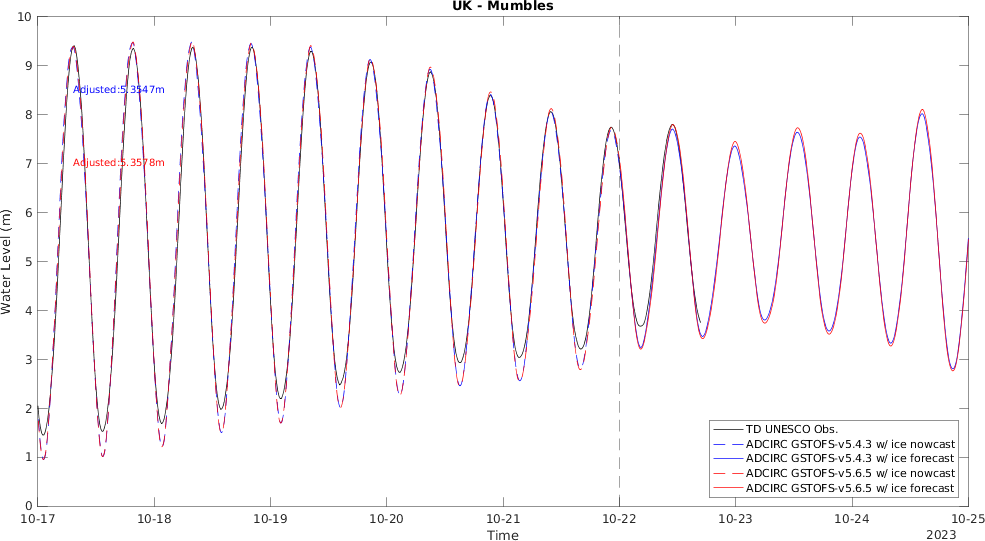 UK - Mumbles
10
9
8
7
6
5
4
3
2
1
0
Water Level (m)
Adjusted:5.3547m
Adjusted:5.3578m
TD UNESCO Obs.
ADCIRC GSTOFS-v5.4.3 w/ ice nowcast
ADCIRC GSTOFS-v5.4.3 w/ ice forecast
ADCIRC GSTOFS-v5.6.5 w/ ice nowcast
ADCIRC GSTOFS-v5.6.5 w/ ice forecast
10-17 10-18 10-19 10-20 10-21 10-22 10-23 10-24 10-25
Time
2023